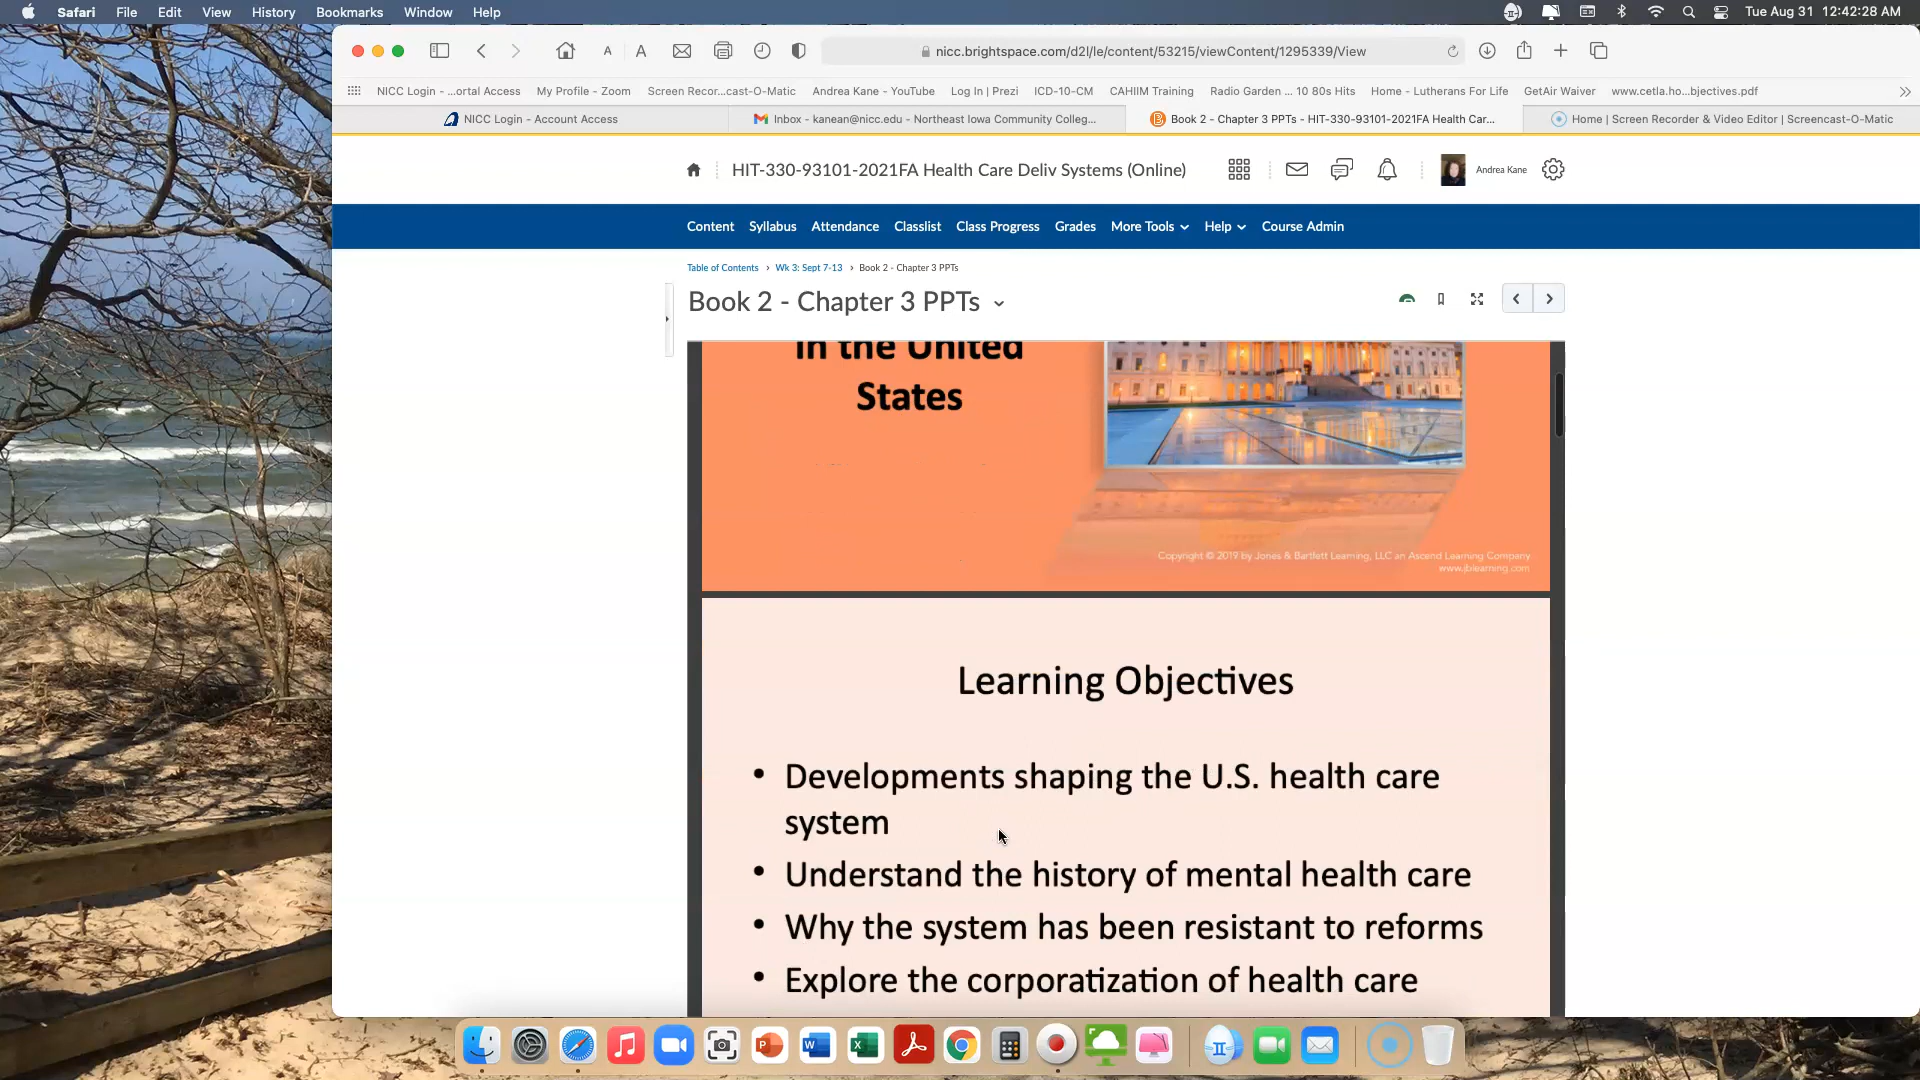 Safari File Edit View History Bookmarks Window Help Tue Aug 31 12:42:28 AM
A A nicc.brightspace.com/d2l/le/content/53215/viewContent/1295339/View
NICC Login - ...ortal Access My Profile - Zoom Screen Recor...cast-O-Matic Andrea Kane - YouTube Log In | Prezi ICD-10-CM CAHIIM Training Radio Garden ... 10 80s Hits Home - Lutherans For Life GetAir Waiver www.cetla.ho...bjectives.pdf
NICC Login - Account Access Inbox - kanean@nicc.edu - Northeast Iowa Community Colleg... Book 2 - Chapter 3 PPTs - HIT-330-93101-2021FA Health Car... Home | Screen Recorder & Video Editor | Screencast-O-Matic
HIT-330-93101-2021FA Health Care Deliv Systems (Online) Andrea Kane
Content Syllabus Attendance Classlist Class Progress Grades More Tools Help Course Admin
Table of Contents › Wk 3: Sept 7-13 › Book 2 - Chapter 3 PPTs
Book 2 - Chapter 3 PPTs
in the United
States
Copyright © 2019 by Jones & Bartlett Learning, LLC an Ascend Learning Company
www.jblearning.com
Learning Objectives
• Developments shaping the U.S. health care
system
• Understand the history of mental health care
• Why the system has been resistant to reforms
• Explore the corporatization of health care